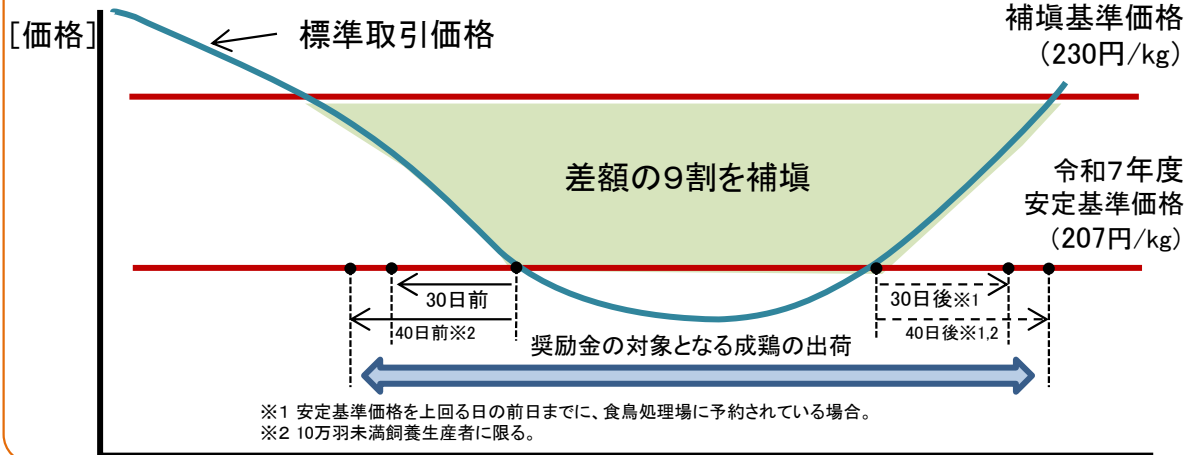 [価格]
標準取引価格
補塡基準価格
(230円/kg)
差額の9割を補塡
令和7年度
安定基準価格
(207円/kg)
30日前
30日後※1
40日前※2
40日後※1,2
奨励金の対象となる成鶏の出荷
※1 安定基準価格を上回る日の前日までに、食鳥処理場に予約されている場合。
※2 10万羽未満飼養生産者に限る。